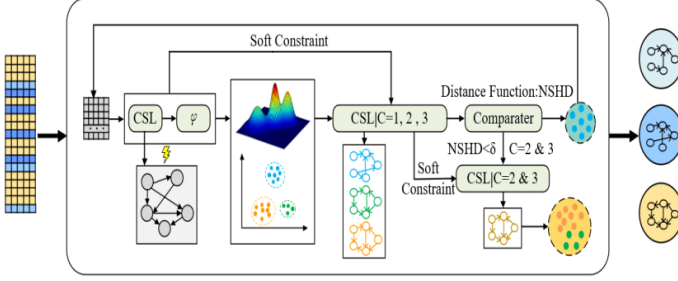 Soft Constraint
Distance Function:NSHD
CSL
φ
CSL|C=1, 2 , 3
Comparater
NSHD<δ
C=2 & 3
Soft
Constraint
CSL|C=2 & 3